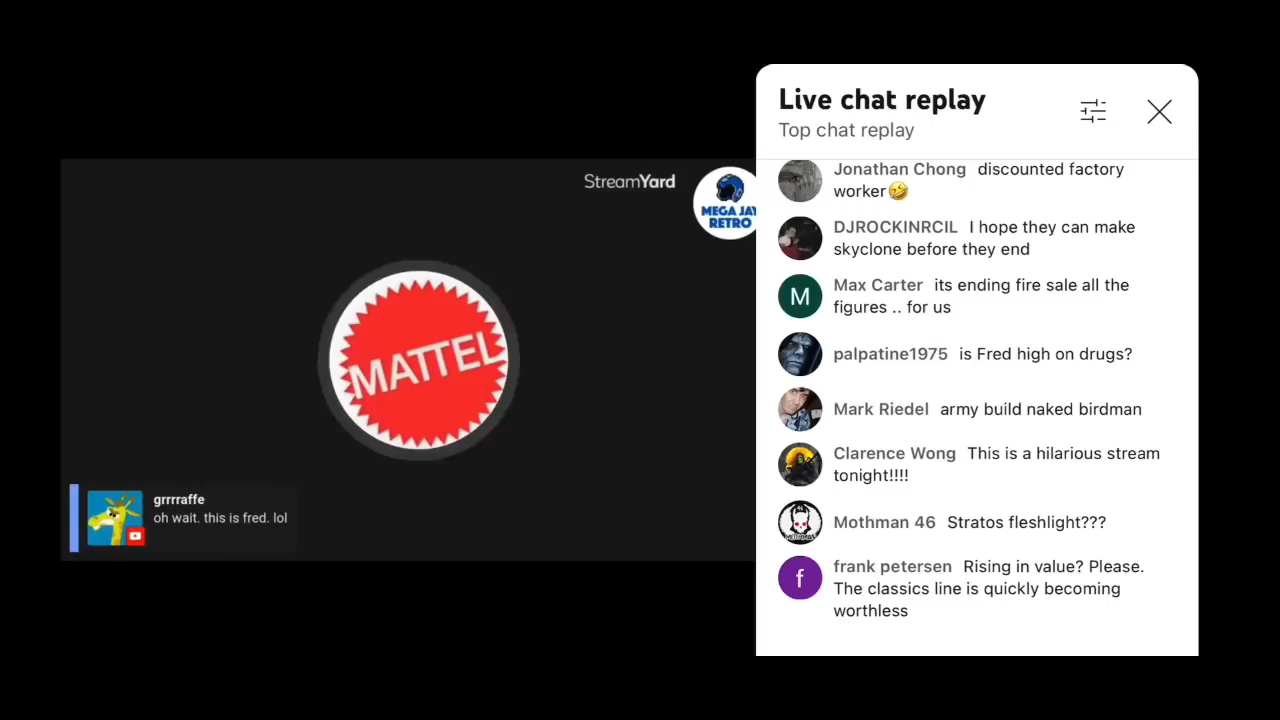 StreamYard
MEGA JAY
RETRO
MATTEL
grrrraffe
oh wait. this is fred. lol
Live chat replay
Top chat replay
Jonathan Chong discounted factory
worker🤣
DJROCKINRCIL I hope they can make
skyclone before they end
M
Max Carter its ending fire sale all the
figures .. for us
palpatine1975 is Fred high on drugs?
Mark Riedel army build naked birdman
Clarence Wong This is a hilarious stream
tonight!!!!
Mothman 46 Stratos fleshlight???
f
frank petersen Rising in value? Please.
The classics line is quickly becoming
worthless